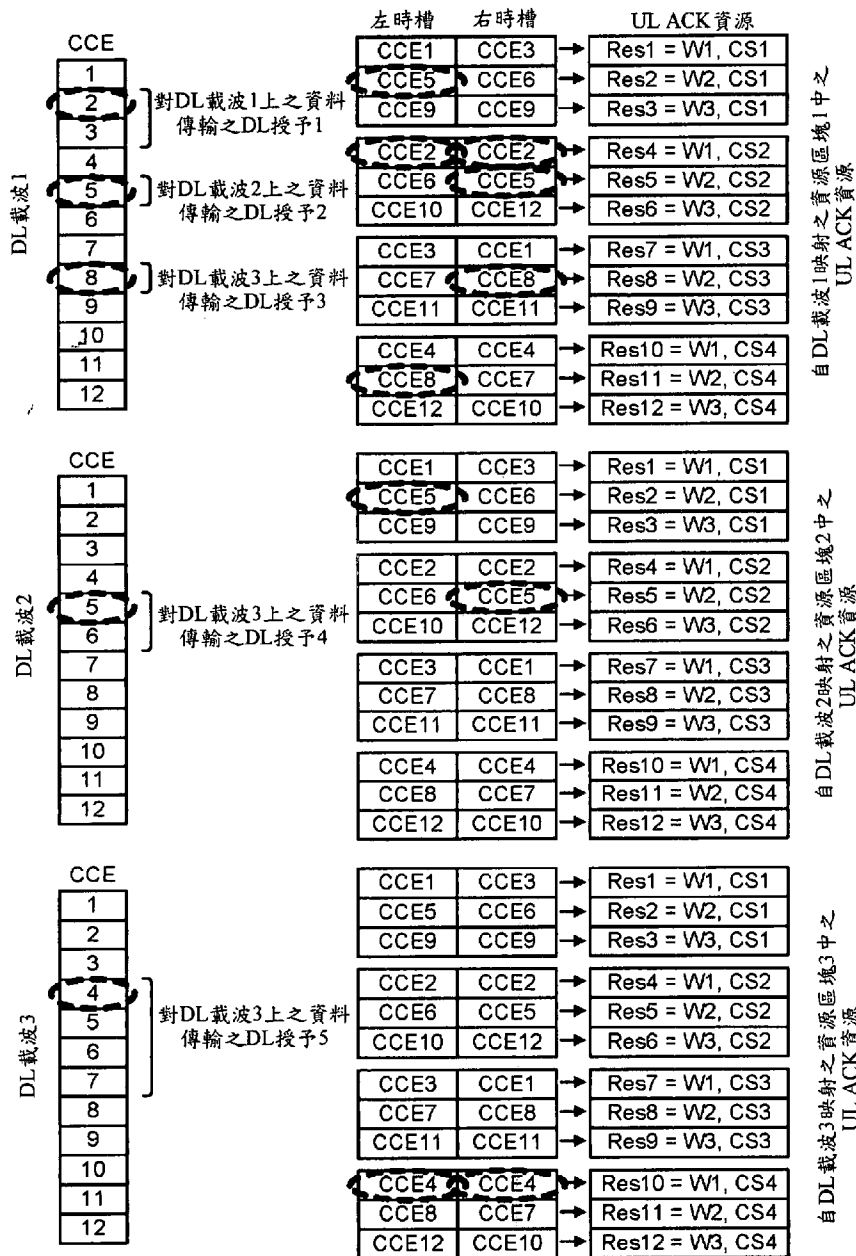 左時槽 右時槽 UL ACK資源
CCE
1
2
3
4
5
6
7
8
9
10
11
12
DL載波1
對DL載波1上之資料
傳輸之DL授予1
對DL載波2上之資料
傳輸之DL授予2
對DL載波3上之資料
傳輸之DL授予3
CCE1 CCE3 Res1 = W1, CS1
CCE5 CCE6 Res2 = W2, CS1
CCE9 CCE9 Res3 = W3, CS1
CCE2 CCE2 Res4 = W1, CS2
CCE6 CCE5 Res5 = W2, CS2
CCE10 CCE12 Res6 = W3, CS2
CCE3 CCE1 Res7 = W1, CS3
CCE7 CCE8 Res8 = W2, CS3
CCE11 CCE11 Res9 = W3, CS3
CCE4 CCE4 Res10 = W1, CS4
CCE8 CCE7 Res11 = W2, CS4
CCE12 CCE10 Res12 = W3, CS4
自DL載波1映射之資源區塊1中之
UL ACK資源
CCE
1
2
3
4
5
6
7
8
9
10
11
12
DL載波2
對DL載波3上之資料
傳輸之DL授予4
CCE1 CCE3 Res1 = W1, CS1
CCE5 CCE6 Res2 = W2, CS1
CCE9 CCE9 Res3 = W3, CS1
CCE2 CCE2 Res4 = W1, CS2
CCE6 CCE5 Res5 = W2, CS2
CCE10 CCE12 Res6 = W3, CS2
CCE3 CCE1 Res7 = W1, CS3
CCE7 CCE8 Res8 = W2, CS3
CCE11 CCE11 Res9 = W3, CS3
CCE4 CCE4 Res10 = W1, CS4
CCE8 CCE7 Res11 = W2, CS4
CCE12 CCE10 Res12 = W3, CS4
自DL載波2映射之資源區塊2中之
UL ACK資源
CCE
1
2
3
4
5
6
7
8
9
10
11
12
DL載波3
對DL載波3上之資料
傳輸之DL授予5
CCE1 CCE3 Res1 = W1, CS1
CCE5 CCE6 Res2 = W2, CS1
CCE9 CCE9 Res3 = W3, CS1
CCE2 CCE2 Res4 = W1, CS2
CCE6 CCE5 Res5 = W2, CS2
CCE10 CCE12 Res6 = W3, CS2
CCE3 CCE1 Res7 = W1, CS3
CCE7 CCE8 Res8 = W2, CS3
CCE11 CCE11 Res9 = W3, CS3
CCE4 CCE4 Res10 = W1, CS4
CCE8 CCE7 Res11 = W2, CS4
CCE12 CCE10 Res12 = W3, CS4
自DL載波3映射之資源區塊3中之
UL ACK資源